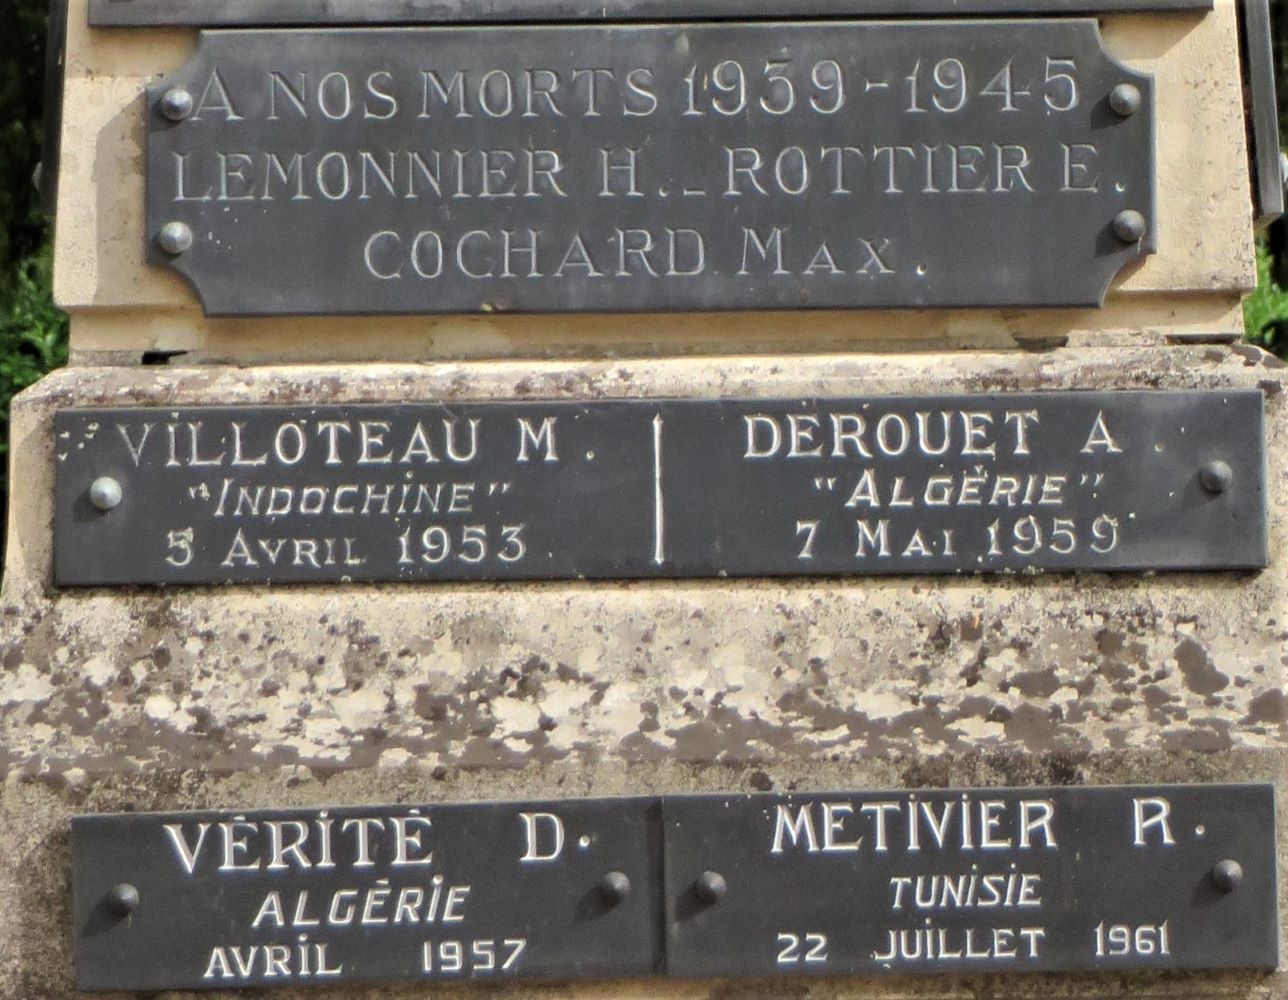 A NOS MORTS 1939-1945
LEMONNIER H. - ROTTIER E.
COCHARD MAX.
VILLOTEAU M.
"INDOCHINE"
5 AVRIL 1953
DEROUET A.
"ALGÉRIE"
7 MAI 1959
VÉRITÉ D.
ALGÉRIE
AVRIL 1957
METIVIER R.
TUNISIE
22 JUILLET 1961